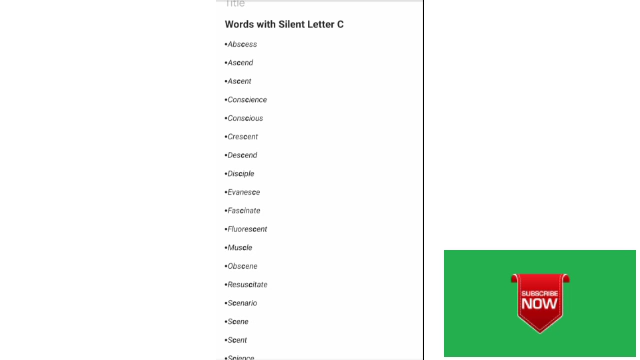 Title
Words with Silent Letter C
•Abscess
•Ascend
•Ascent
•Conscience
•Conscious
•Crescent
•Descend
•Disciple
•Evanesce
•Fascinate
•Fluorescent
•Muscle
•Obscene
•Resuscitate
•Scenario
•Scene
•Scent
•Science
SUBSCRIBE
NOW